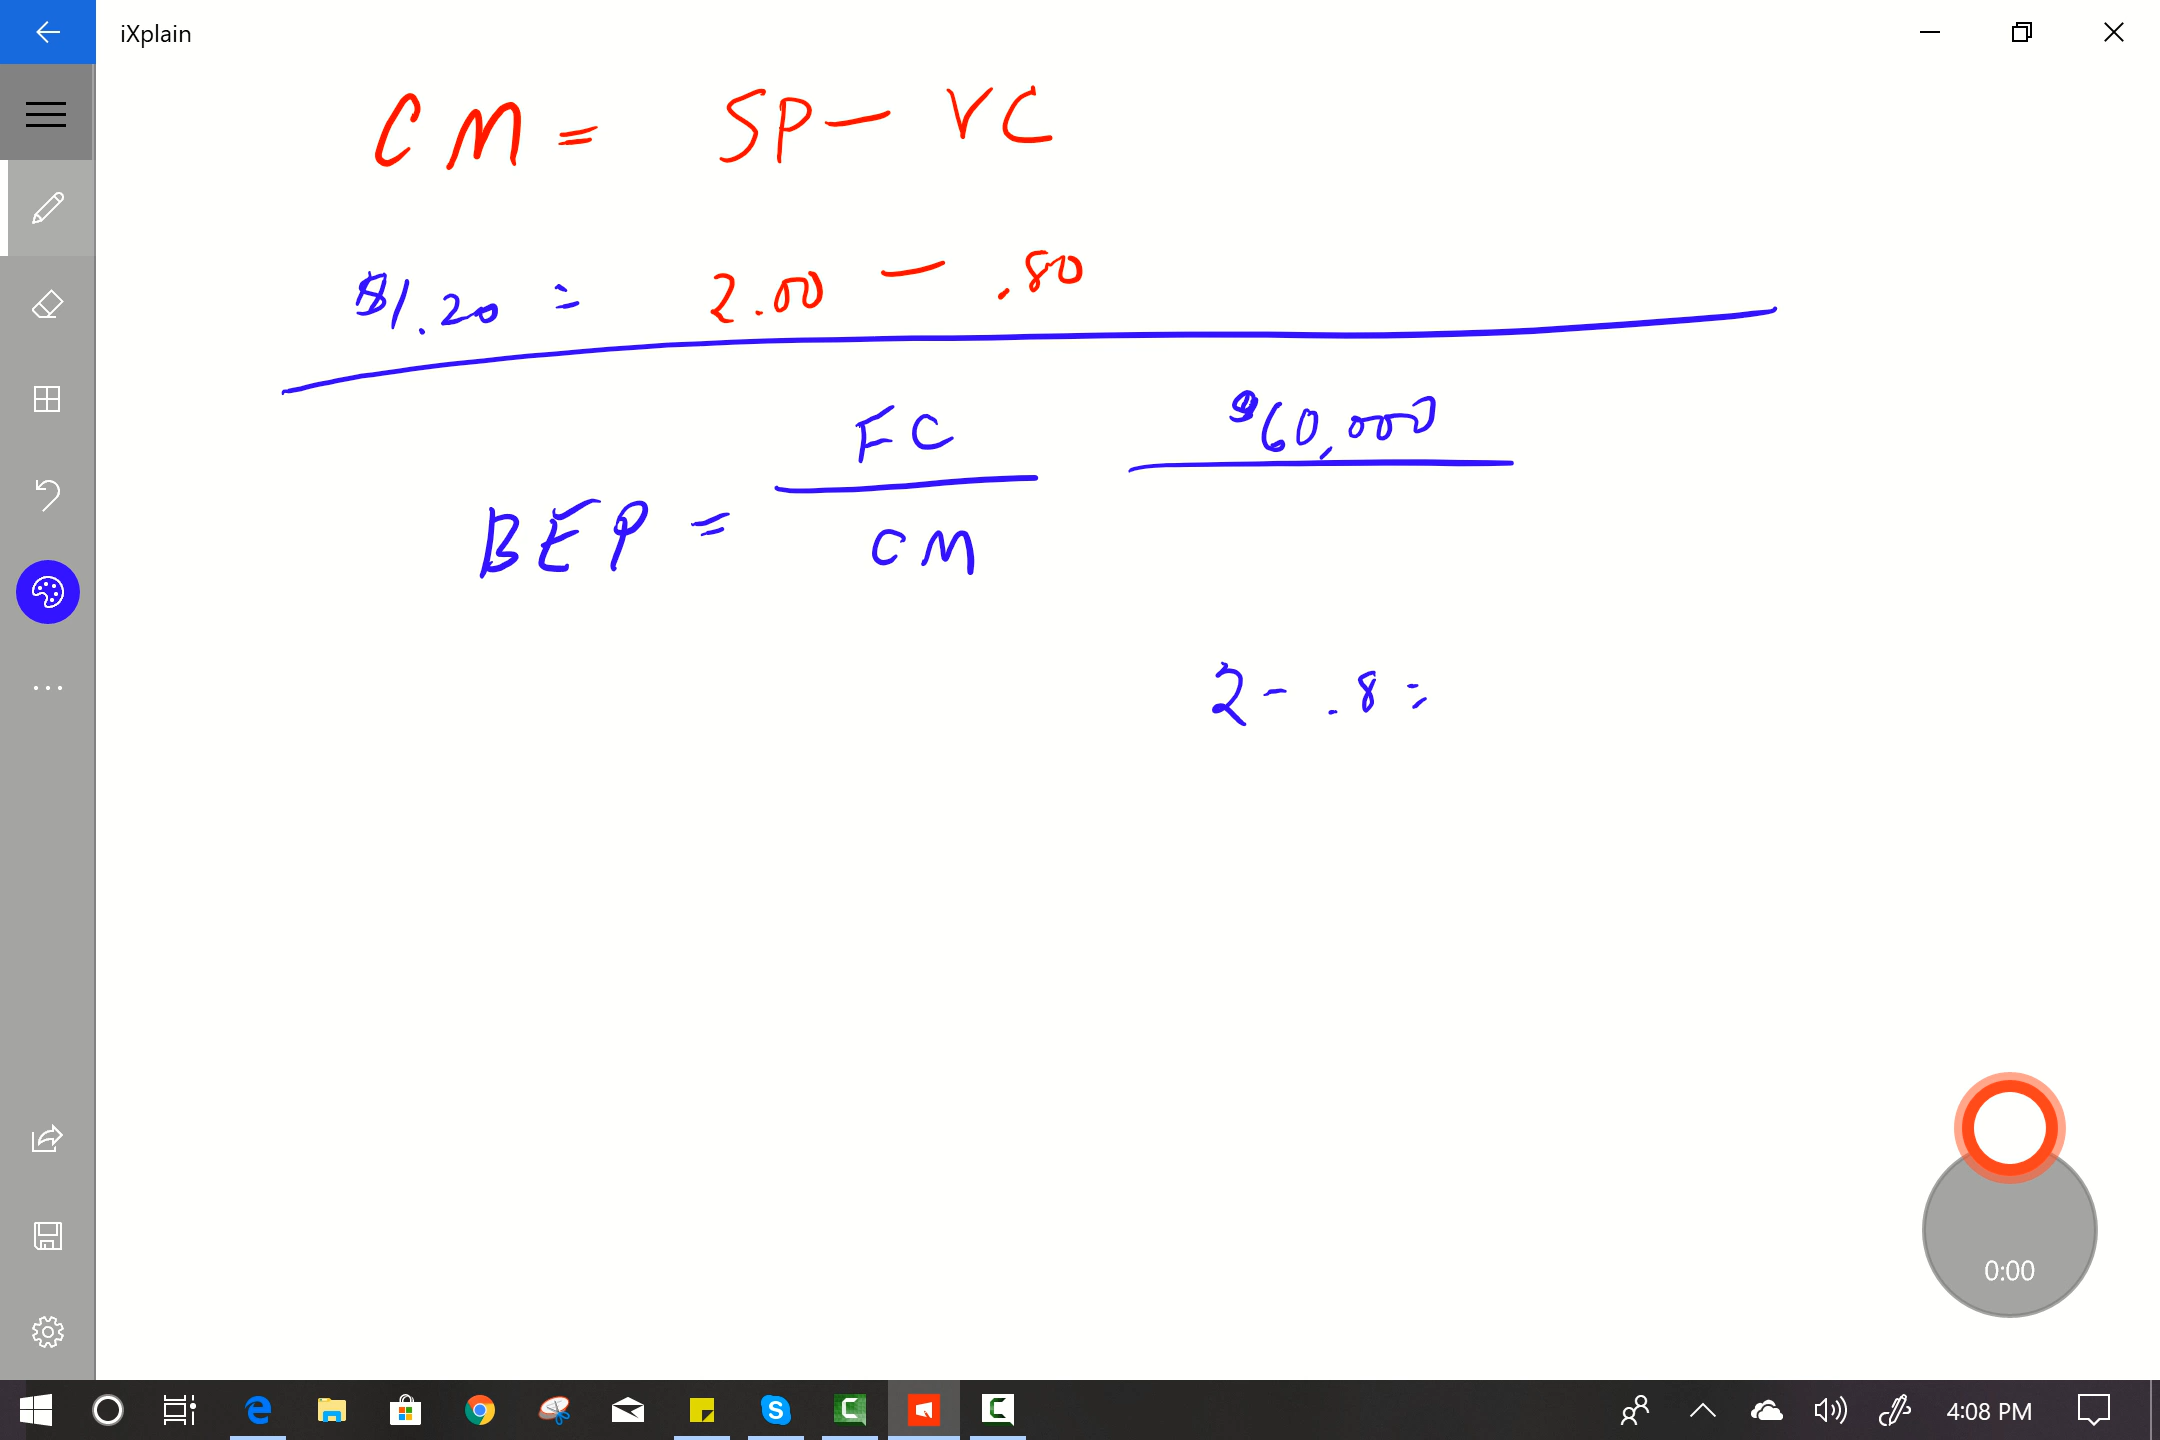 iXplain
CM = SP - VC
$1.20 = 2.00 - .80
FC $60,000
BEP =
CM
2 - .8 =
0:00
4:08 PM